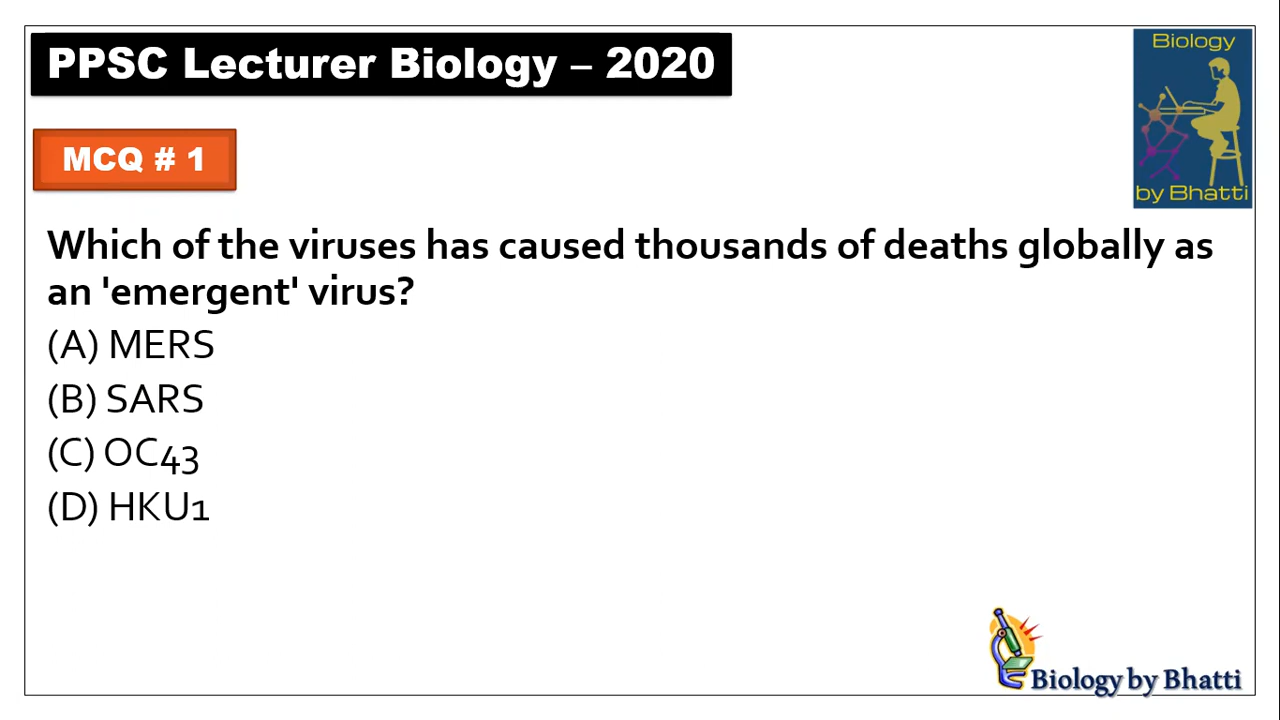 PPSC Lecturer Biology – 2020
Biology
by Bhatti
MCQ # 1
Which of the viruses has caused thousands of deaths globally as
an 'emergent' virus?
(A) MERS
(B) SARS
(C) OC43
(D) HKU1
Biology by Bhatti